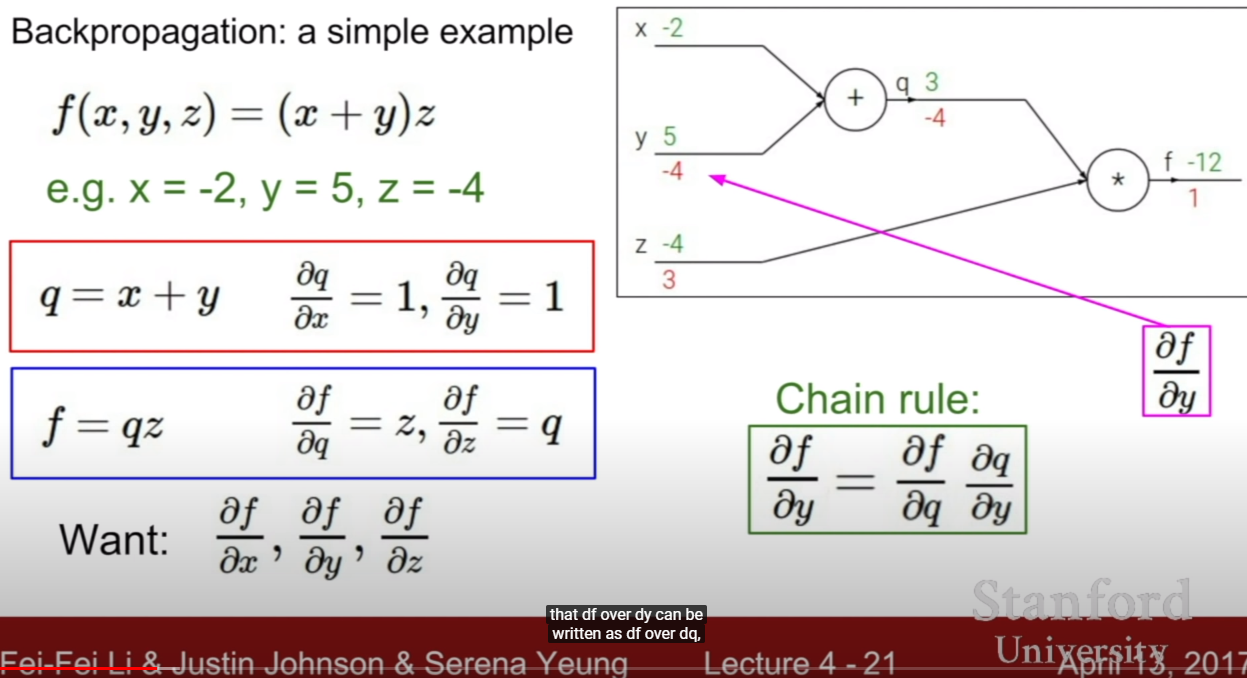 Backpropagation: a simple example
f(x, y, z) = (x + y)z
e.g. x = -2, y = 5, z = -4
q = x + y ∂q/∂x = 1, ∂q/∂y = 1
f = qz ∂f/∂q = z, ∂f/∂z = q
Want: ∂f/∂x, ∂f/∂y, ∂f/∂z
x -2
+
q 3
-4
y 5
-4
*
f -12
1
z -4
3
∂f/∂y
Chain rule:
∂f/∂y = ∂f/∂q ∂q/∂y
that df over dy can be
written as df over dq,
Stanford
University
Fei-Fei Li & Justin Johnson & Serena Yeung Lecture 4 - 21 April 13, 2017